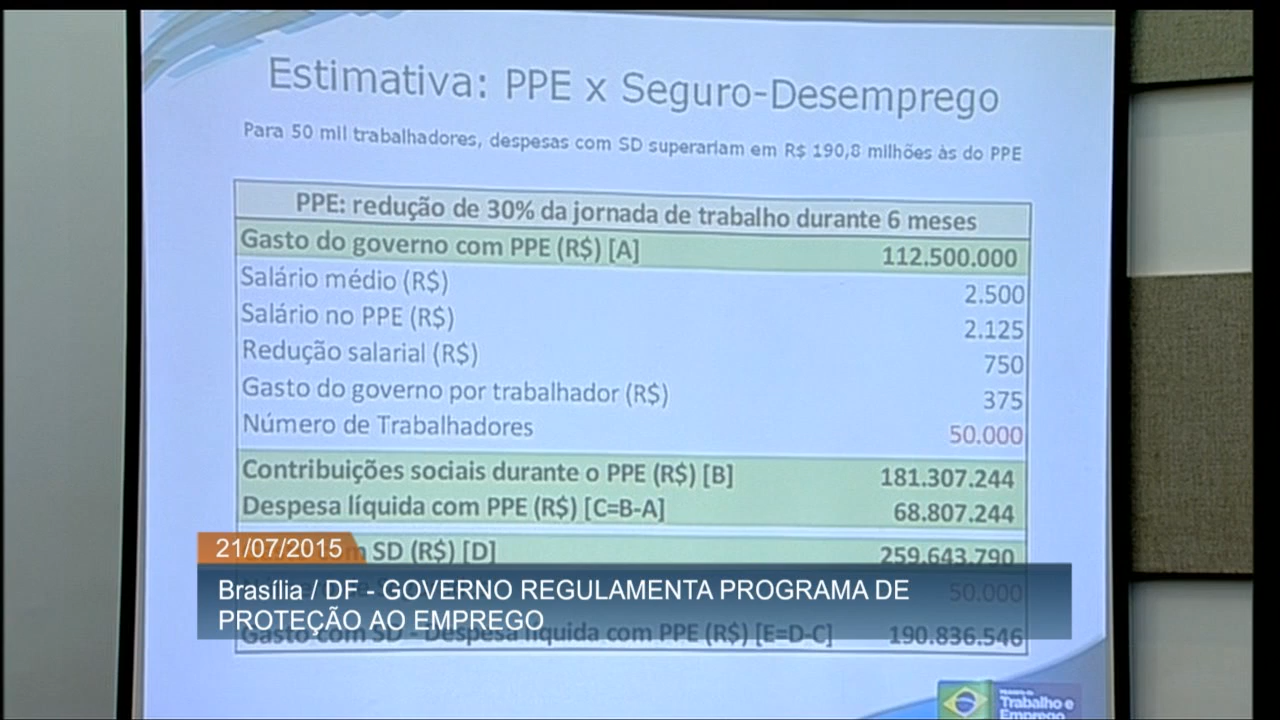 Estimativa: PPE x Seguro-Desemprego
Para 50 mil trabalhadores, despesas com SD superariam em R$ 190,8 milhões às do PPE
PPE: redução de 30% da jornada de trabalho durante 6 meses
Gasto do governo com PPE (R$) [A] 112.500.000
Salário médio (R$) 2.500
Salário no PPE (R$) 2.125
Redução salarial (R$) 750
Gasto do governo por trabalhador (R$) 375
Número de Trabalhadores 50.000
Contribuições sociais durante o PPE (R$) [B] 181.307.244
Despesa líquida com PPE (R$) [C=B-A] 68.807.244
SD (R$) [D] 259.643.790
50.000
Gasto com SD - Despesa líquida com PPE (R$) [E=D-C] 190.836.546
21/07/2015
Brasília / DF - GOVERNO REGULAMENTA PROGRAMA DE
PROTEÇÃO AO EMPREGO
Trabalho e
Emprego